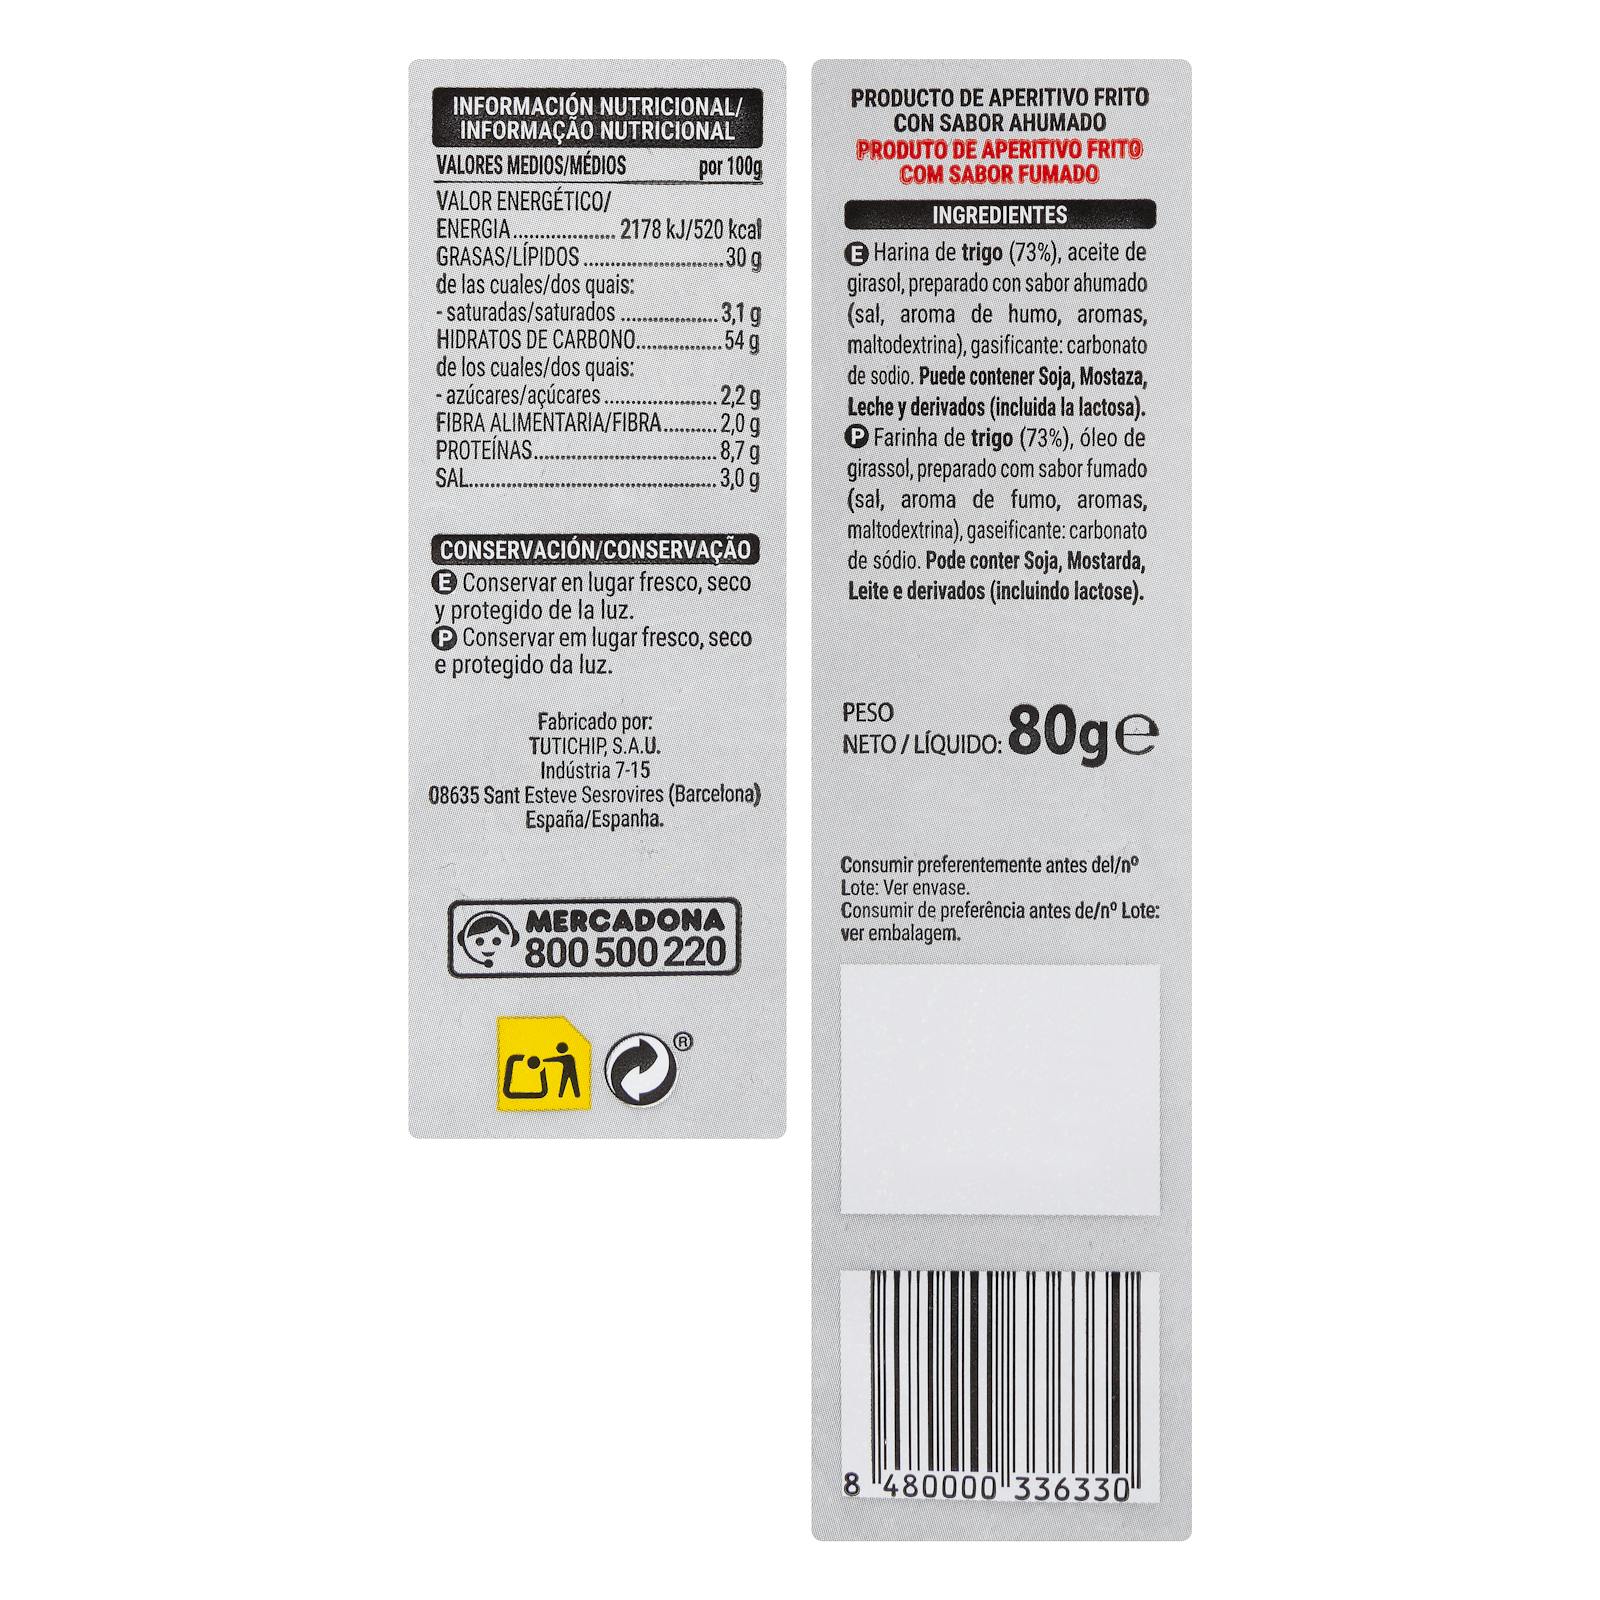 INFORMACIÓN NUTRICIONAL/
INFORMAÇÃO NUTRICIONAL
VALORES MEDIOS/MÉDIOS por 100g
VALOR ENERGÉTICO/
ENERGIA.................. 2178 kJ/520 kcal
GRASAS/LÍPIDOS ........................30 g
de las cuales/dos quais:
- saturadas/saturados ................ 3,1 g
HIDRATOS DE CARBONO..............54 g
de los cuales/dos quais:
- azúcares/açúcares ................... 2,2 g
FIBRA ALIMENTARIA/FIBRA......... 2,0 g
PROTEÍNAS............................... 8,7 g
SAL.......................................... 3,0 g
CONSERVACIÓN/CONSERVAÇÃO
E Conservar en lugar fresco, seco
y protegido de la luz.
P Conservar em lugar fresco, seco
e protegido da luz.
Fabricado por:
TUTICHIP, S.A.U.
Indústria 7-15
08635 Sant Esteve Sesrovires (Barcelona)
España/Espanha.
MERCADONA
800 500 220
®
PRODUCTO DE APERITIVO FRITO
CON SABOR AHUMADO
PRODUTO DE APERITIVO FRITO
COM SABOR FUMADO
INGREDIENTES
E Harina de trigo (73%), aceite de
girasol, preparado con sabor ahumado
(sal, aroma de humo, aromas,
maltodextrina), gasificante: carbonato
de sodio. Puede contener Soja, Mostaza,
Leche y derivados (incluida la lactosa).
P Farinha de trigo (73%), óleo de
girassol, preparado com sabor fumado
(sal, aroma de fumo, aromas,
maltodextrina), gaseificante: carbonato
de sódio. Pode conter Soja, Mostarda,
Leite e derivados (incluindo lactose).
PESO
NETO / LÍQUIDO: 80g℮
Consumir preferentemente antes del/nº
Lote: Ver envase.
Consumir de preferência antes de/nº Lote:
ver embalagem.
8 480000 336330